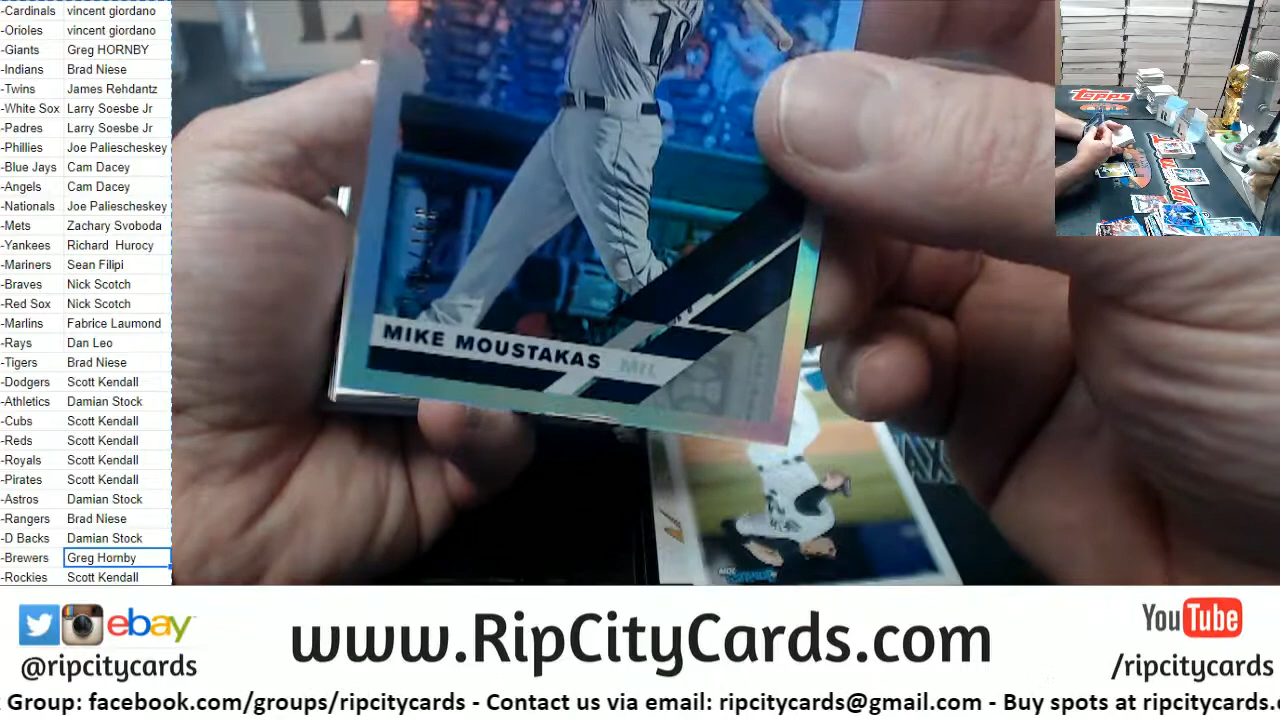 -Cardinals vincent giordano
-Orioles vincent giordano
-Giants Greg HORNBY
-Indians Brad Niese
-Twins James Rehdantz
-White Sox Larry Soesbe Jr
-Padres Larry Soesbe Jr
-Phillies Joe Paliescheskey
-Blue Jays Cam Dacey
-Angels Cam Dacey
-Nationals Joe Paliescheskey
-Mets Zachary Svoboda
-Yankees Richard Hurocy
-Mariners Sean Filipi
-Braves Nick Scotch
-Red Sox Nick Scotch
-Marlins Fabrice Laumond
-Rays Dan Leo
-Tigers Brad Niese
-Dodgers Scott Kendall
-Athletics Damian Stock
-Cubs Scott Kendall
-Reds Scott Kendall
-Royals Scott Kendall
-Pirates Scott Kendall
-Astros Damian Stock
-Rangers Brad Niese
-D Backs Damian Stock
-Brewers Greg Hornby
-Rockies Scott Kendall
MIKE MOUSTAKAS MIL
Topps
ebay
@ripcitycards
www.RipCityCards.com
YouTube
/ripcitycards
Group: facebook.com/groups/ripcitycards - Contact us via email: ripcitycards@gmail.com - Buy spots at ripcitycards.